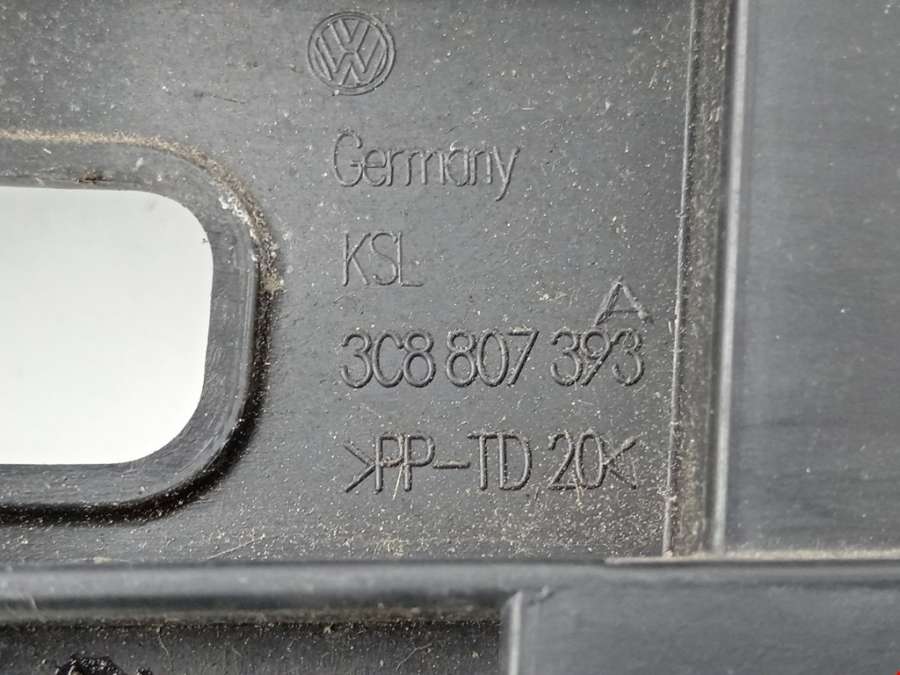 Germany
KSL
A
3C8 807 393
>PP-TD 20<